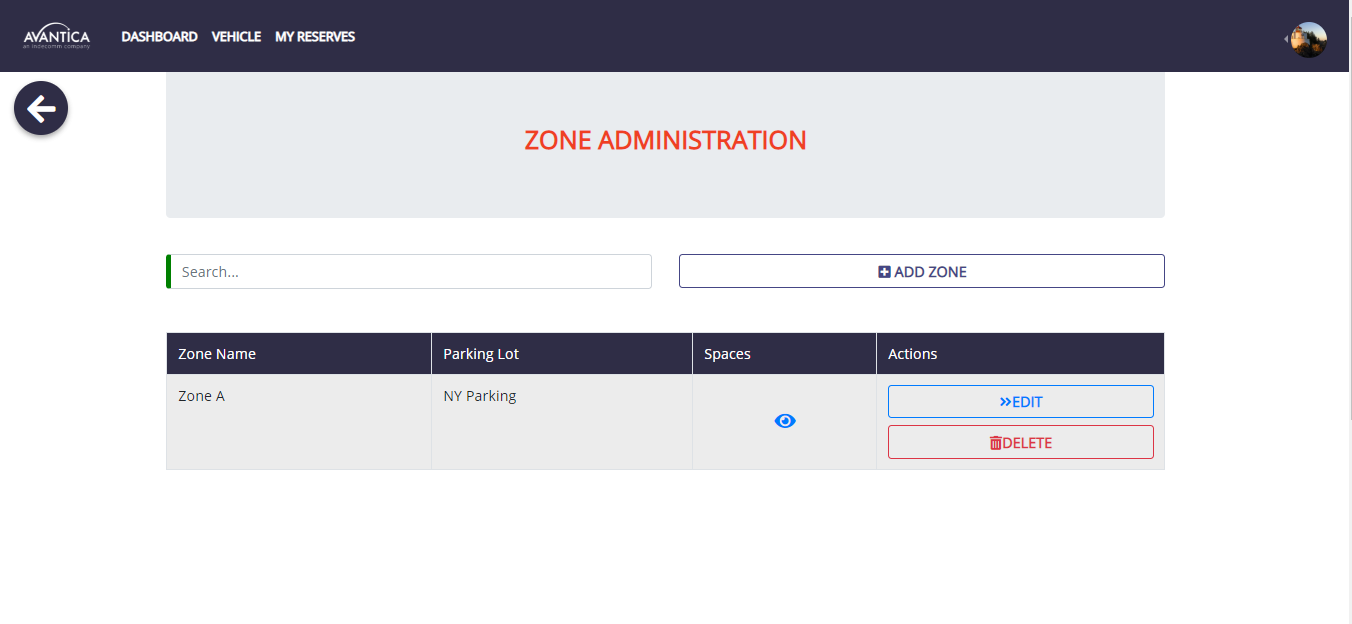 AVANTICA
an indecomm company
DASHBOARD VEHICLE MY RESERVES
ZONE ADMINISTRATION
Search...
ADD ZONE
Zone Name Parking Lot Spaces Actions
Zone A NY Parking
EDIT
DELETE